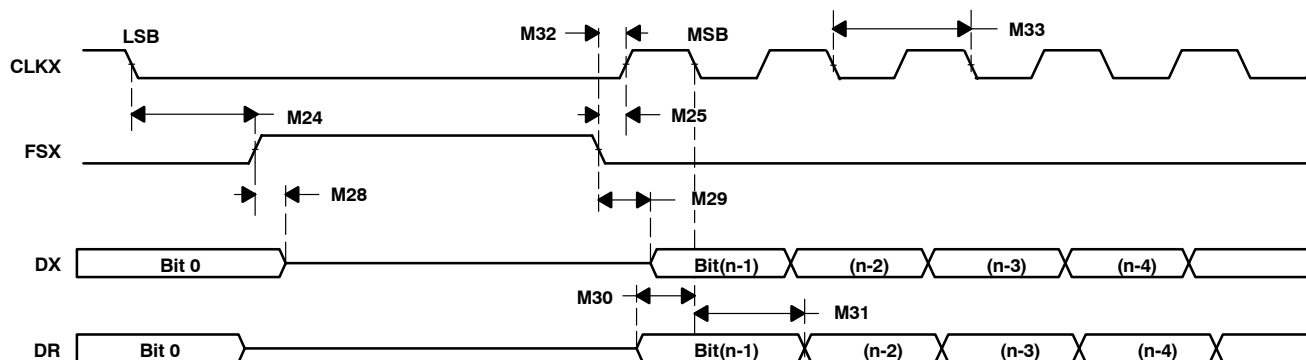 LSB M32 MSB M33
CLKX
M24 M25
FSX
M28 M29
DX Bit 0 Bit(n-1) (n-2) (n-3) (n-4)
M30 M31
DR Bit 0 Bit(n-1) (n-2) (n-3) (n-4)